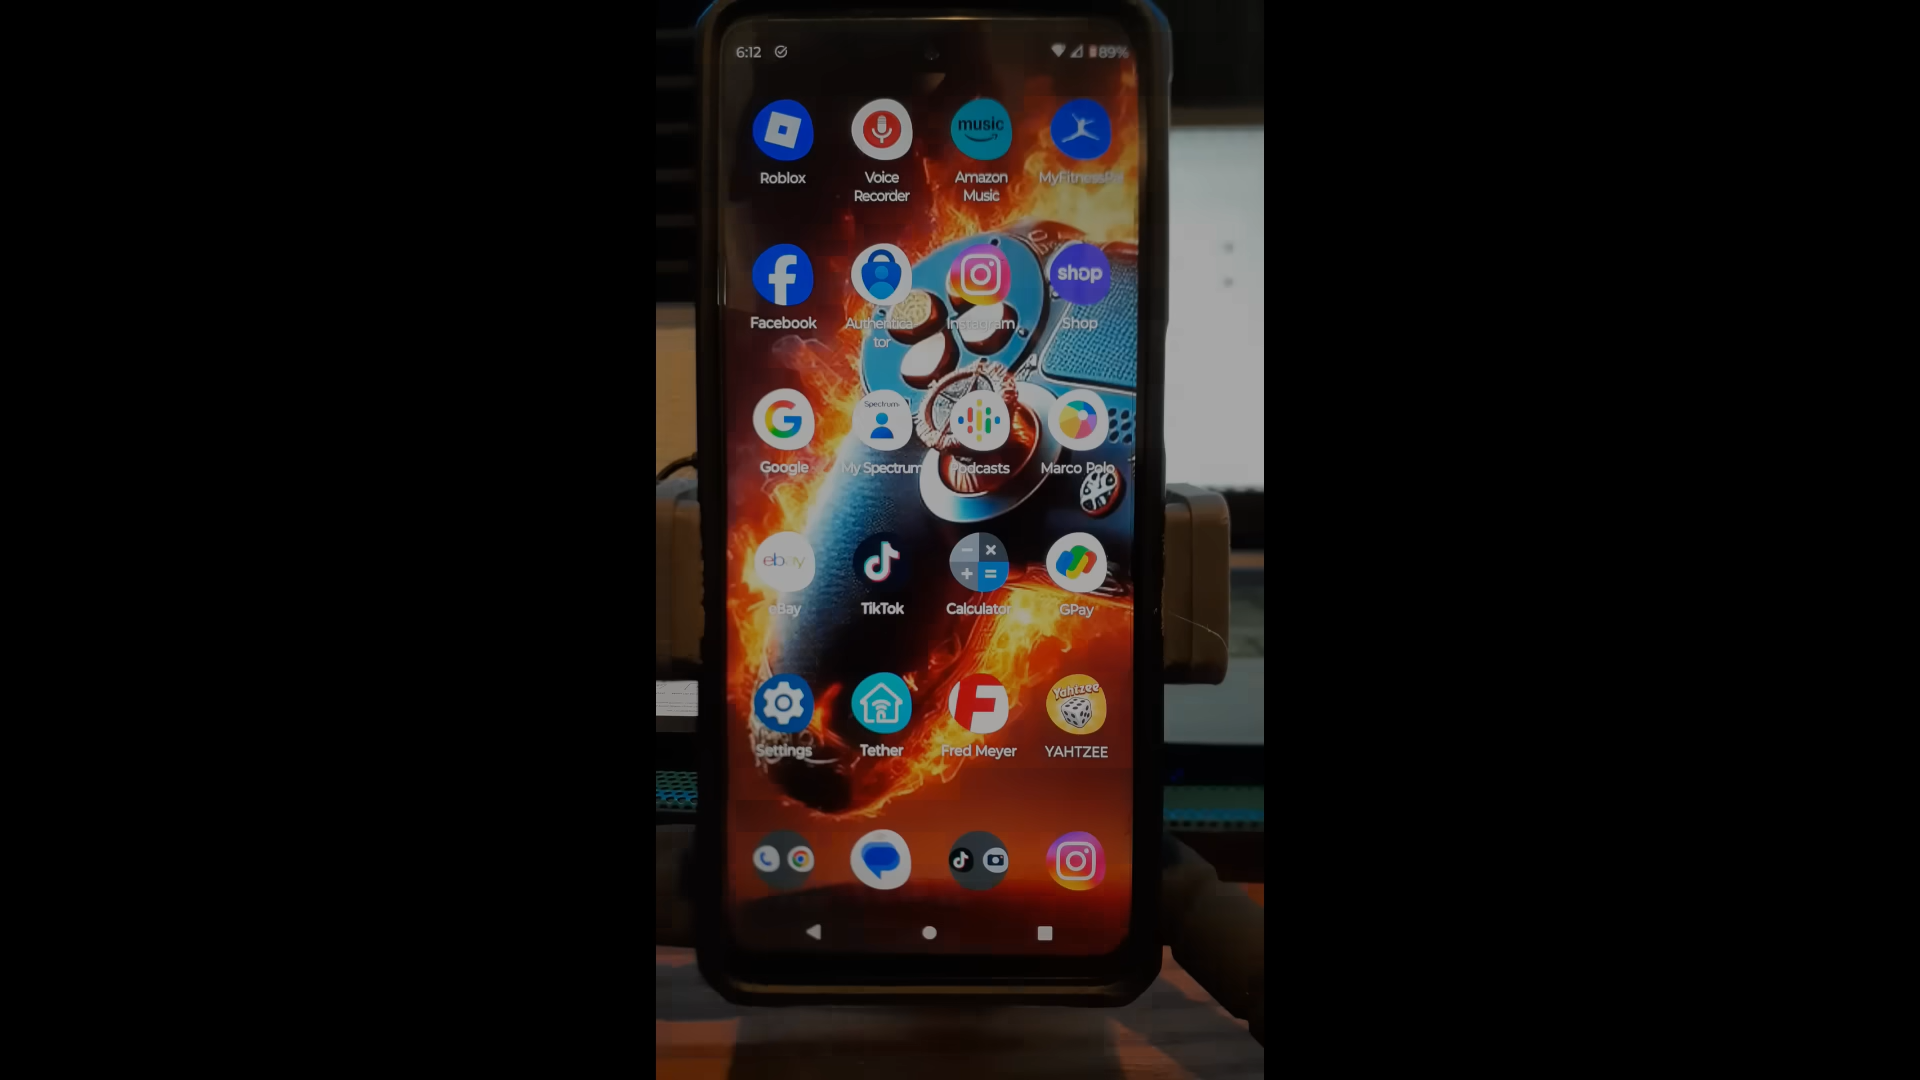 6:12
89%
music
Roblox
Voice
Recorder
Amazon
Music
MyFitnessPal
shop
Facebook
Authentica
tor
Instagram
Shop
Spectrum
Google
My Spectrum
Podcasts
Marco Polo
ebay
eBay
TikTok
Calculator
GPay
Yahtzee
Settings
Tether
Fred Meyer
YAHTZEE